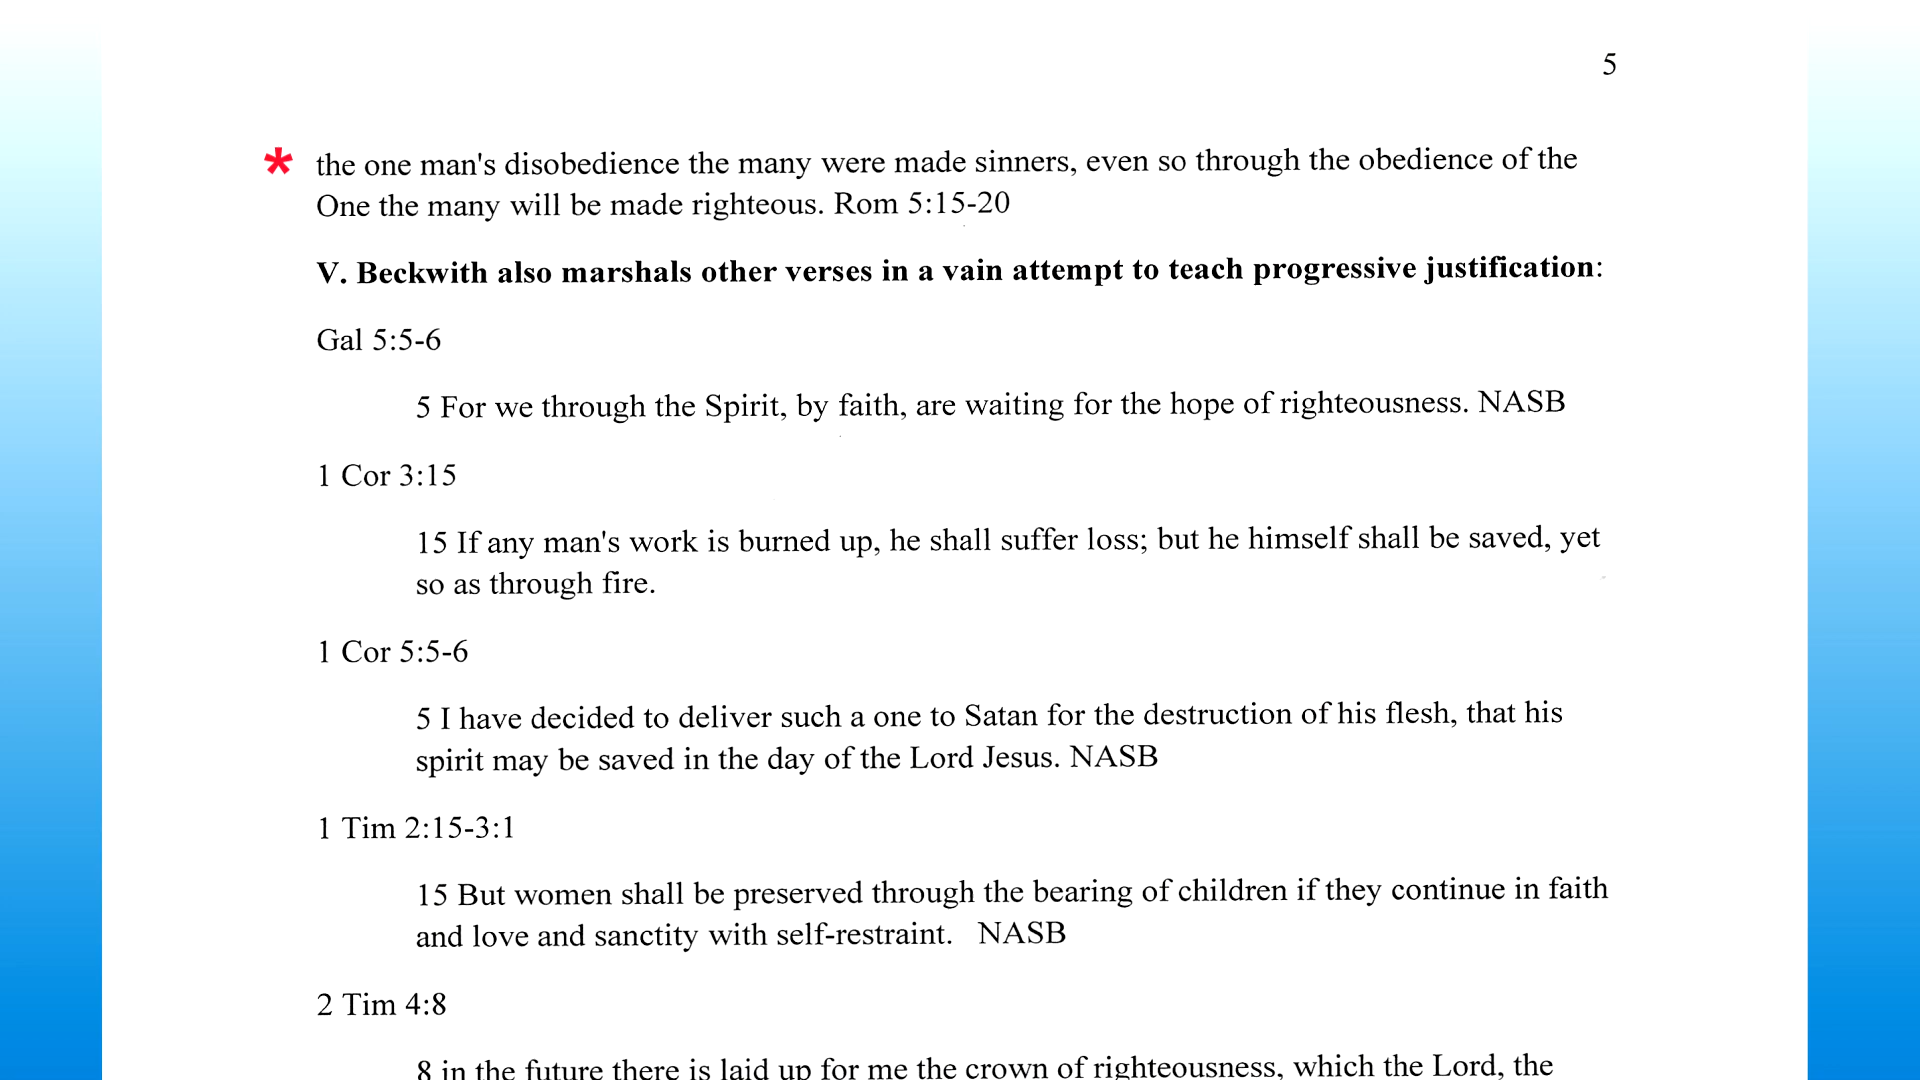 5
* the one man's disobedience the many were made sinners, even so through the obedience of the
One the many will be made righteous. Rom 5:15-20
V. Beckwith also marshals other verses in a vain attempt to teach progressive justification:
Gal 5:5-6
5 For we through the Spirit, by faith, are waiting for the hope of righteousness. NASB
1 Cor 3:15
15 If any man's work is burned up, he shall suffer loss; but he himself shall be saved, yet
so as through fire.
1 Cor 5:5-6
5 I have decided to deliver such a one to Satan for the destruction of his flesh, that his
spirit may be saved in the day of the Lord Jesus. NASB
1 Tim 2:15-3:1
15 But women shall be preserved through the bearing of children if they continue in faith
and love and sanctity with self-restraint. NASB
2 Tim 4:8
8 in the future there is laid up for me the crown of righteousness, which the Lord, the